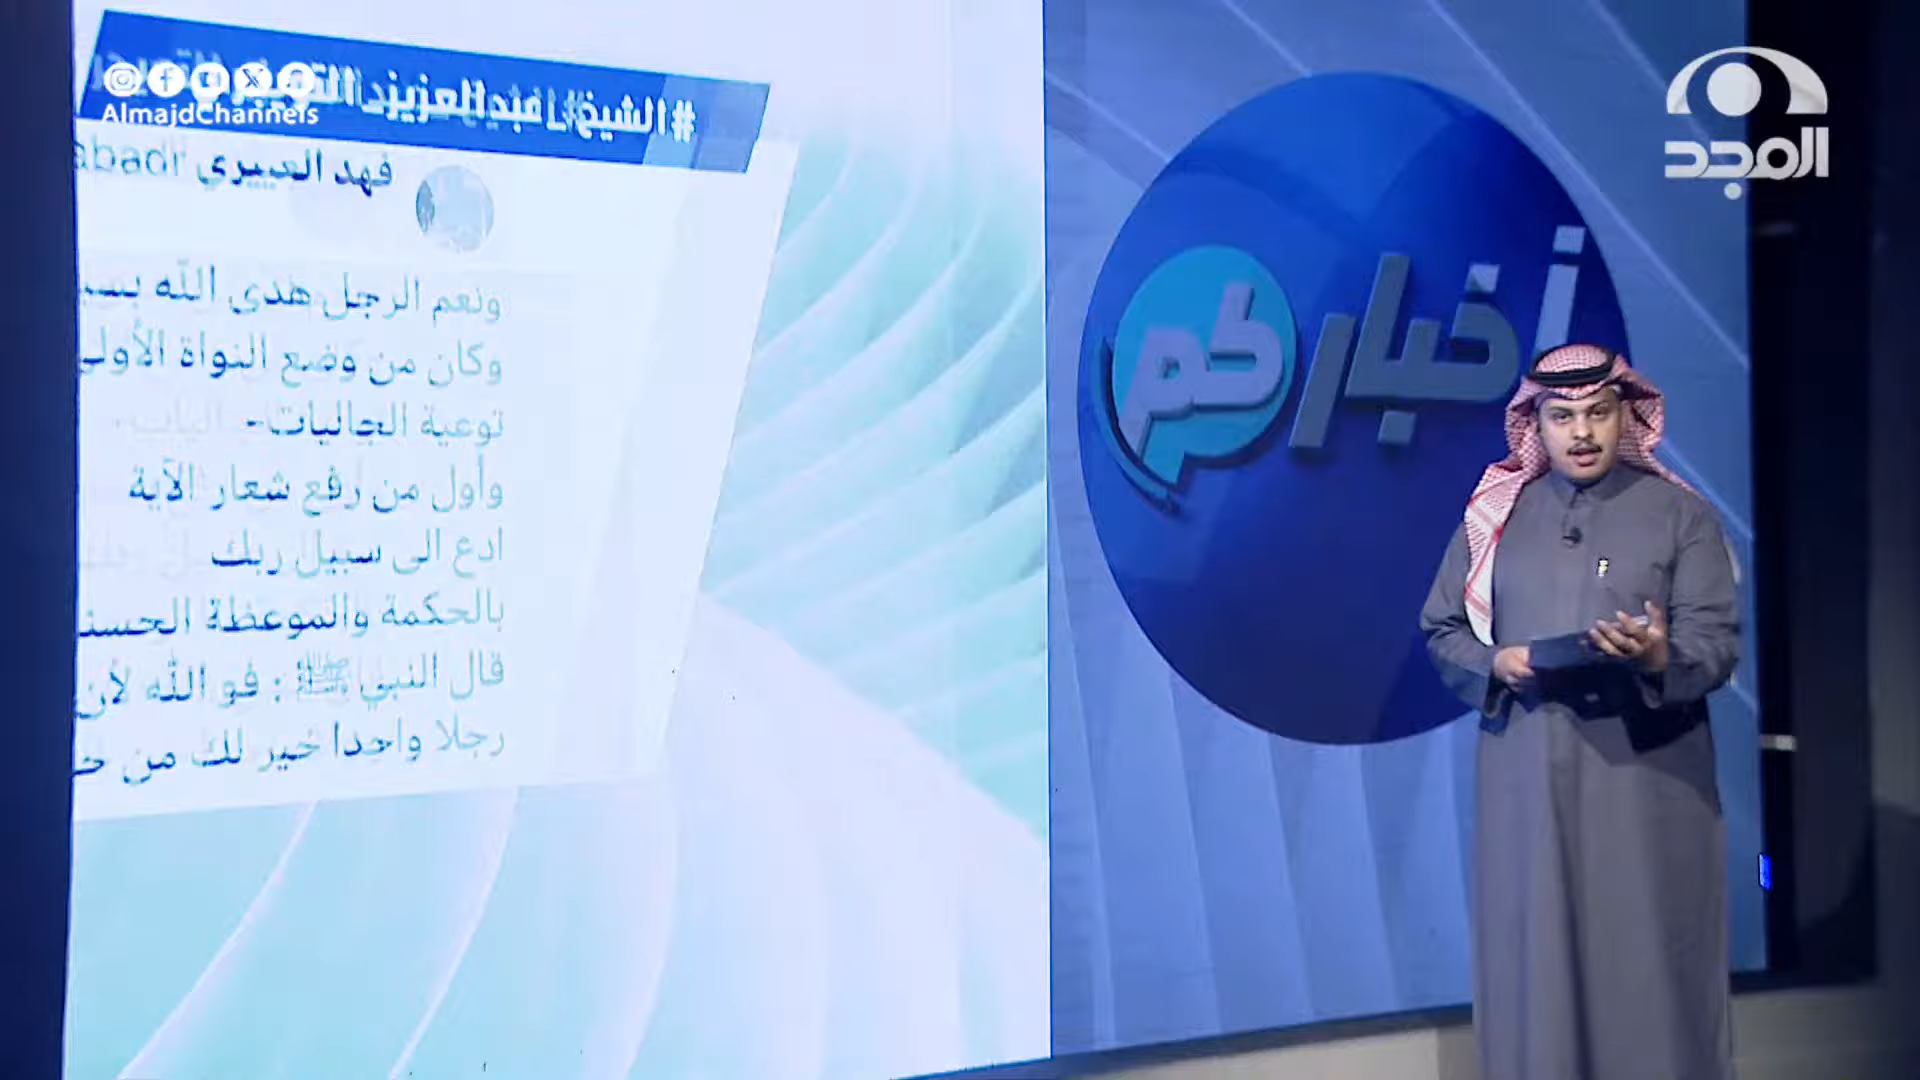 AlmajdChannels
المجد
أخباركم
#الشيخ_عبدالعزيز
فهد العييري
ونعم الرجل هدى الله
وكان من وضع النواة الأولى
توعية الجاليات-
وأول من رفع شعار الآية
ادع الى سبيل ربك
بالحكمة والموعظة
قال النبي ﷺ : فو الله لأن
رجلا واحدا خير لك من